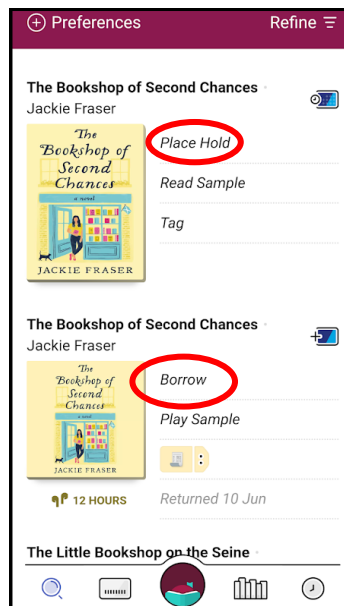 Preferences
Refine
The Bookshop of Second Chances
Jackie Fraser
The
Bookshop of
Second
Chances
a novel
JACKIE FRASER
Place Hold
Read Sample
Tag
The Bookshop of Second Chances
Jackie Fraser
The
Bookshop of
Second
Chances
JACKIE FRASER
Borrow
Play Sample
12 HOURS
Returned 10 Jun
The Little Bookshop on the Seine